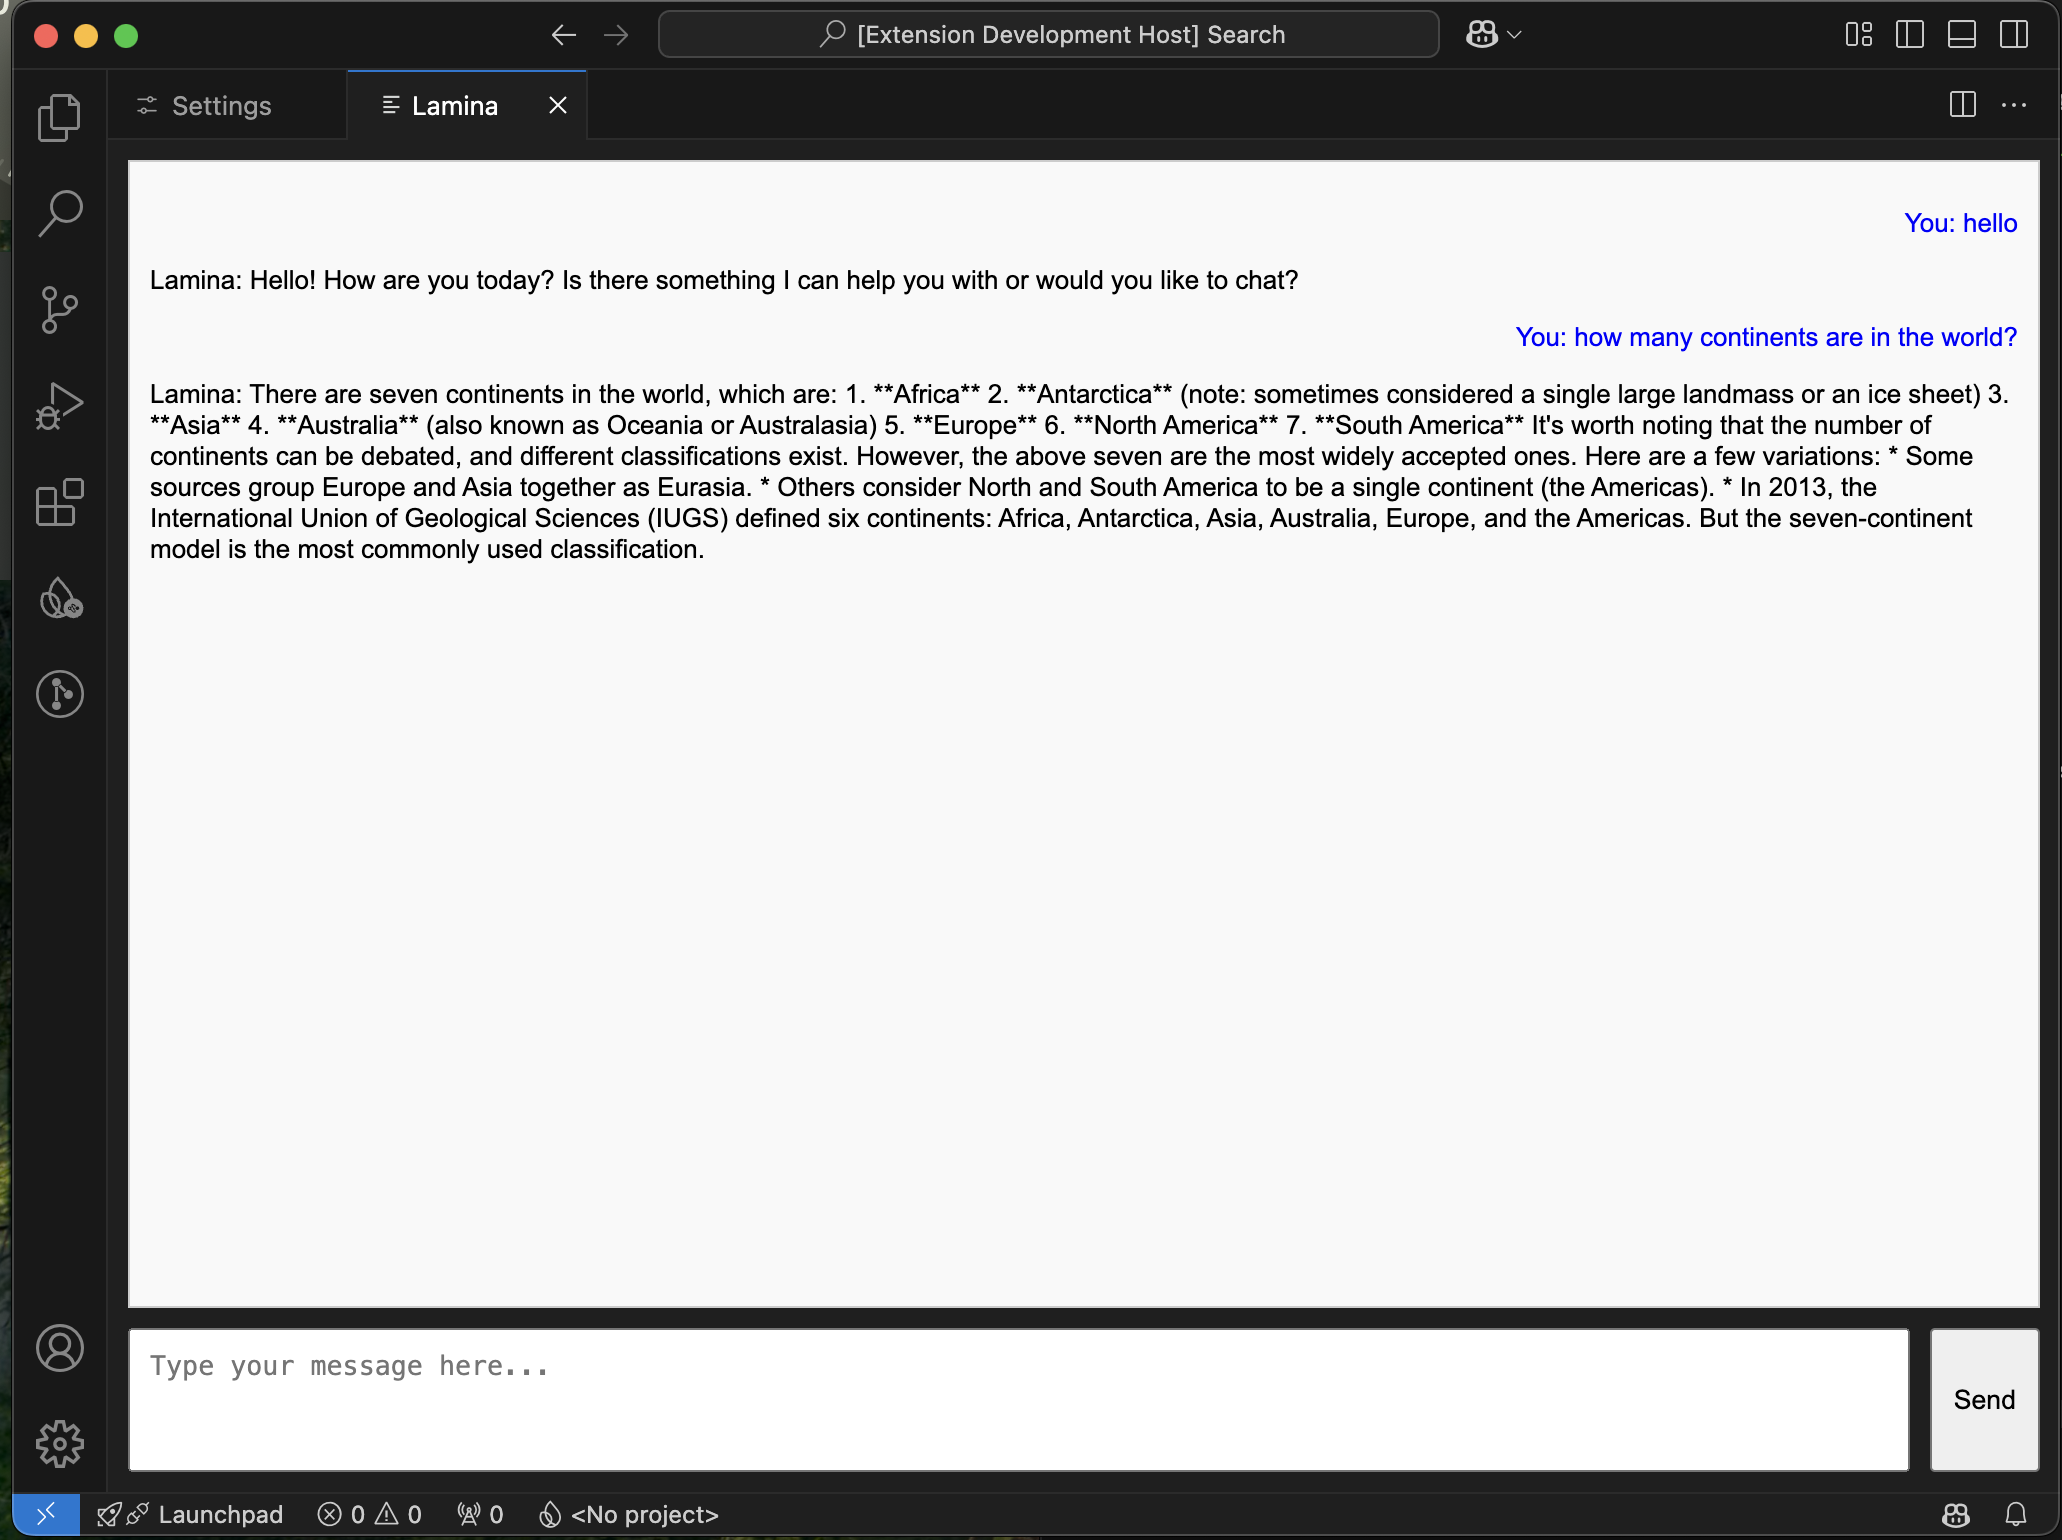 [Extension Development Host] Search
Settings
Lamina
You: hello
Lamina: Hello! How are you today? Is there something I can help you with or would you like to chat?
You: how many continents are in the world?
Lamina: There are seven continents in the world, which are: 1. **Africa** 2. **Antarctica** (note: sometimes considered a single large landmass or an ice sheet) 3.
**Asia** 4. **Australia** (also known as Oceania or Australasia) 5. **Europe** 6. **North America** 7. **South America** It's worth noting that the number of
continents can be debated, and different classifications exist. However, the above seven are the most widely accepted ones. Here are a few variations: * Some
sources group Europe and Asia together as Eurasia. * Others consider North and South America to be a single continent (the Americas). * In 2013, the
International Union of Geological Sciences (IUGS) defined six continents: Africa, Antarctica, Asia, Australia, Europe, and the Americas. But the seven-continent
model is the most commonly used classification.
Type your message here...
Send
Launchpad 0 0 0 <No project>